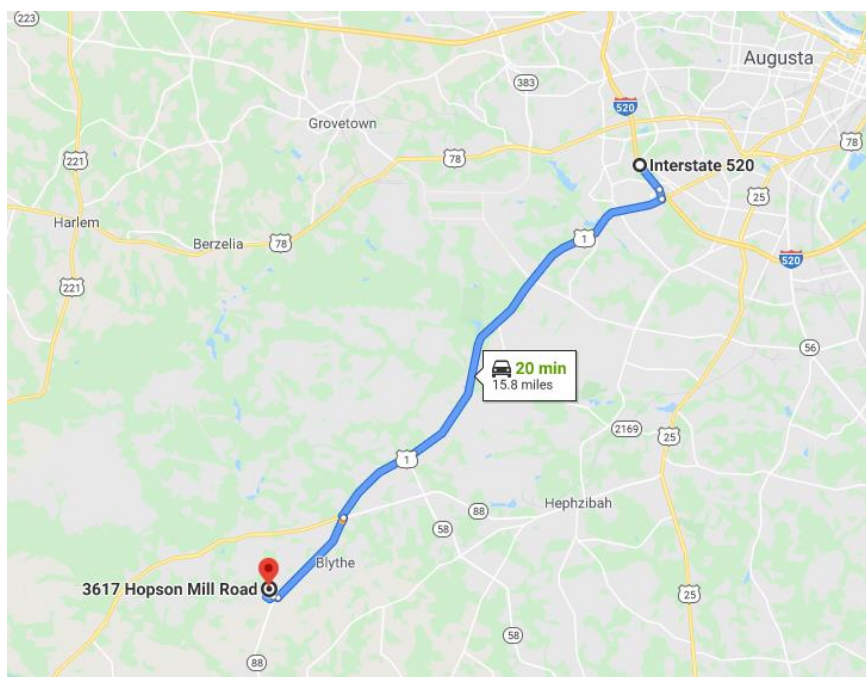 223
Augusta
383
520
Grovetown
78
221
78
Interstate 520
25
Harlem
1
Berzelia
78
520
221
20 min
15.8 miles
56
2169
25
1
Hephzibah
88
58
Blythe
3617 Hopson Mill Road
25
58
88